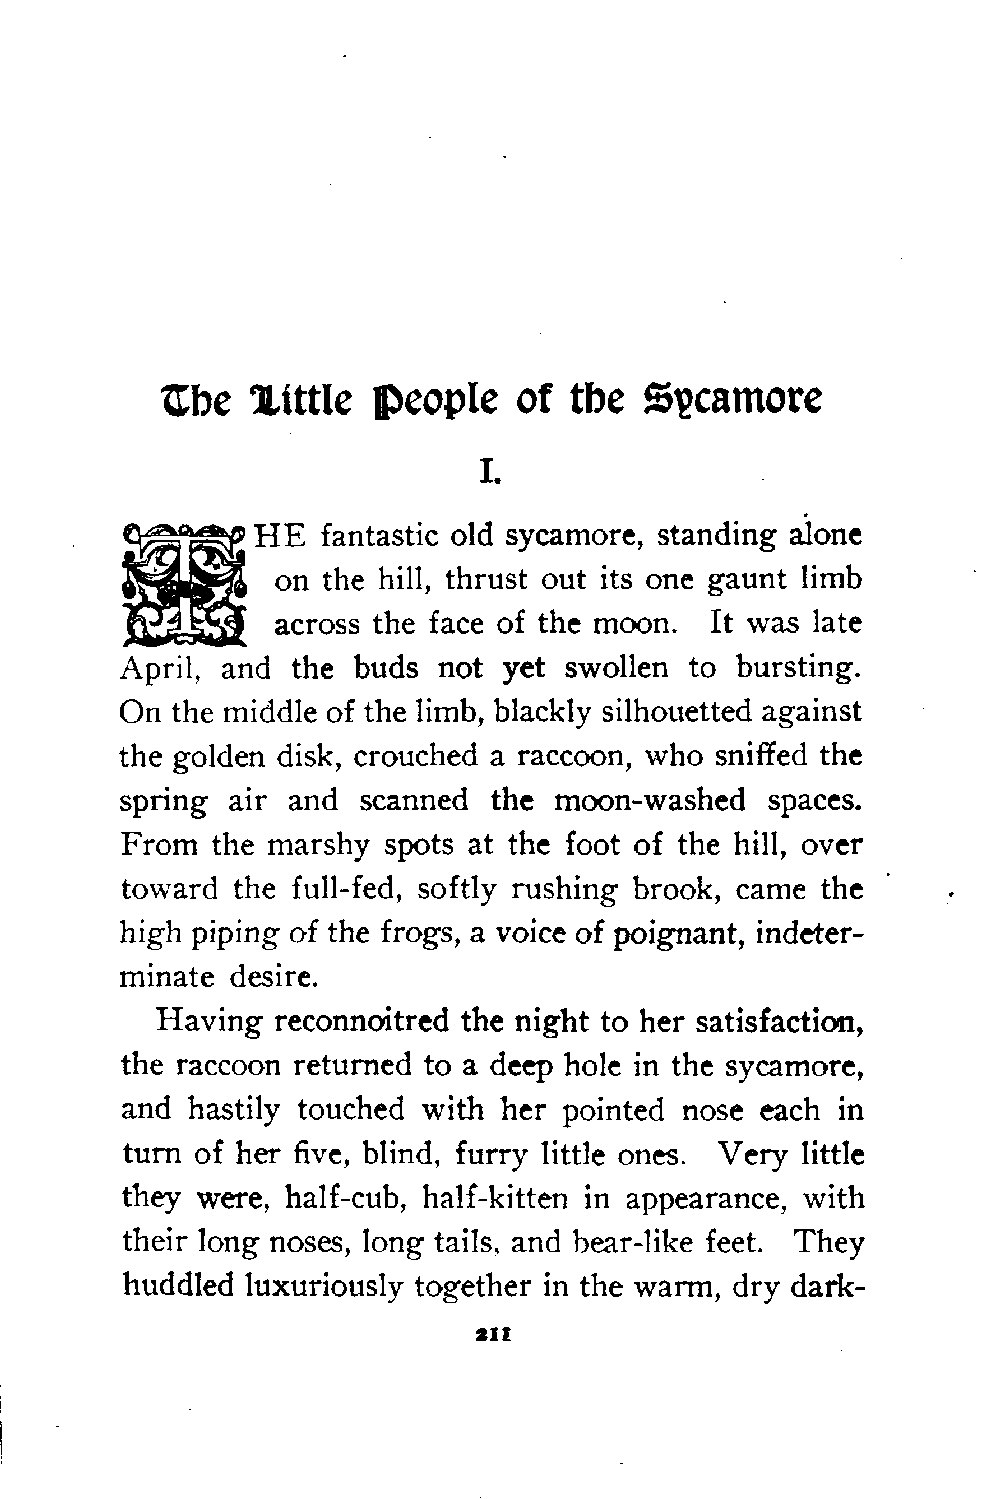 The Little People of the Sycamore
I.
THE fantastic old sycamore, standing alone
on the hill, thrust out its one gaunt limb
across the face of the moon. It was late
April, and the buds not yet swollen to bursting.
On the middle of the limb, blackly silhouetted against
the golden disk, crouched a raccoon, who sniffed the
spring air and scanned the moon-washed spaces.
From the marshy spots at the foot of the hill, over
toward the full-fed, softly rushing brook, came the
high piping of the frogs, a voice of poignant, indeter-
minate desire.
Having reconnoitred the night to her satisfaction,
the raccoon returned to a deep hole in the sycamore,
and hastily touched with her pointed nose each in
turn of her five, blind, furry little ones. Very little
they were, half-cub, half-kitten in appearance, with
their long noses, long tails, and bear-like feet. They
huddled luxuriously together in the warm, dry dark-
211